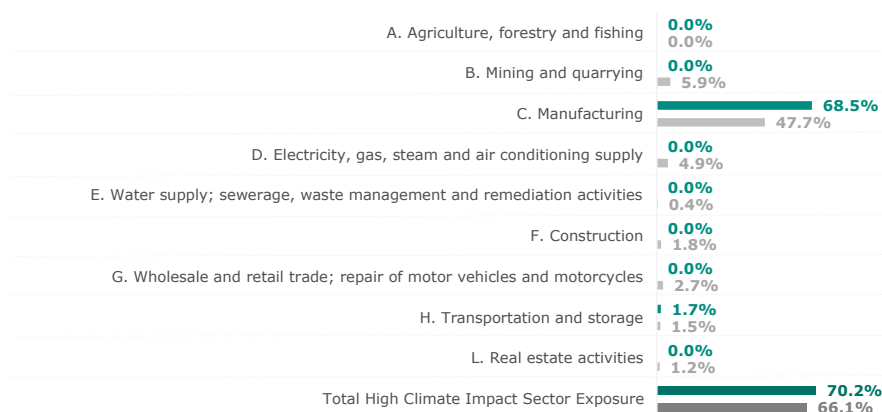 A. Agriculture, forestry and fishing
0.0%
0.0%
B. Mining and quarrying
0.0%
5.9%
C. Manufacturing
68.5%
47.7%
D. Electricity, gas, steam and air conditioning supply
0.0%
4.9%
E. Water supply; sewerage, waste management and remediation activities
0.0%
0.4%
F. Construction
0.0%
1.8%
G. Wholesale and retail trade; repair of motor vehicles and motorcycles
0.0%
2.7%
H. Transportation and storage
1.7%
1.5%
L. Real estate activities
0.0%
1.2%
Total High Climate Impact Sector Exposure
70.2%
66.1%